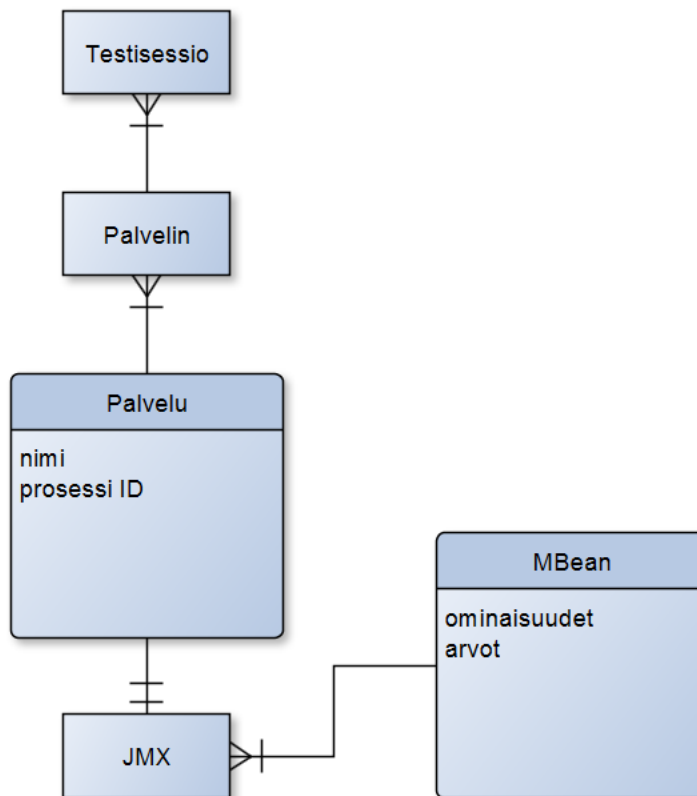 Testisessio
Palvelin
Palvelu
nimi
prosessi ID
MBean
ominaisuudet
arvot
JMX